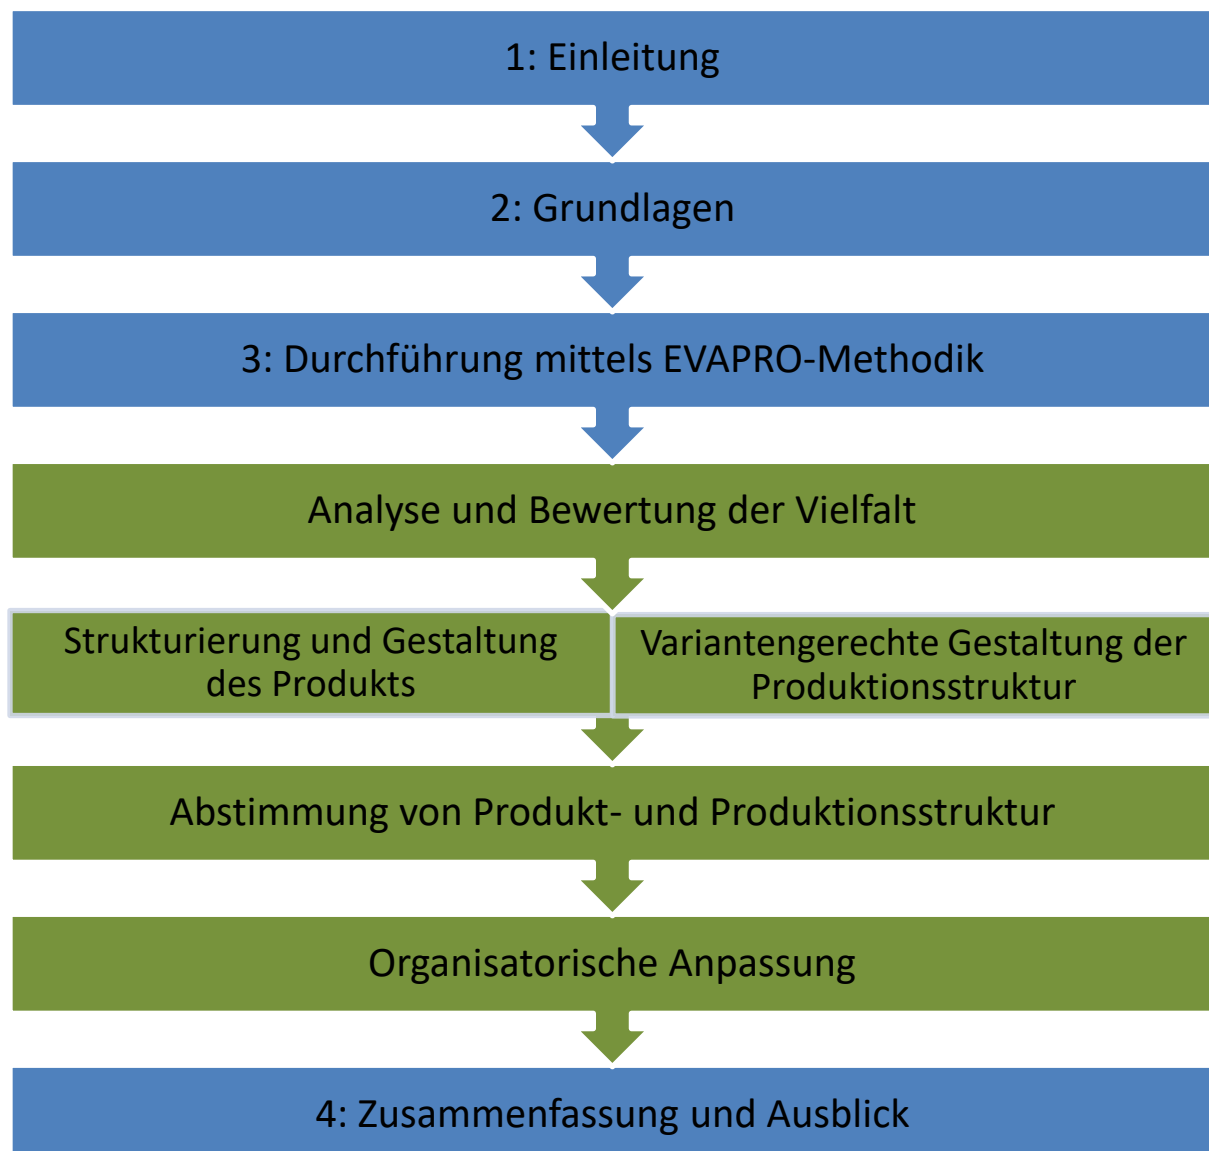 1: Einleitung
2: Grundlagen
3: Durchführung mittels EVAPRO-Methodik
Analyse und Bewertung der Vielfalt
Strukturierung und Gestaltung
des Produkts
Variantengerechte Gestaltung der
Produktionsstruktur
Abstimmung von Produkt- und Produktionsstruktur
Organisatorische Anpassung
4: Zusammenfassung und Ausblick